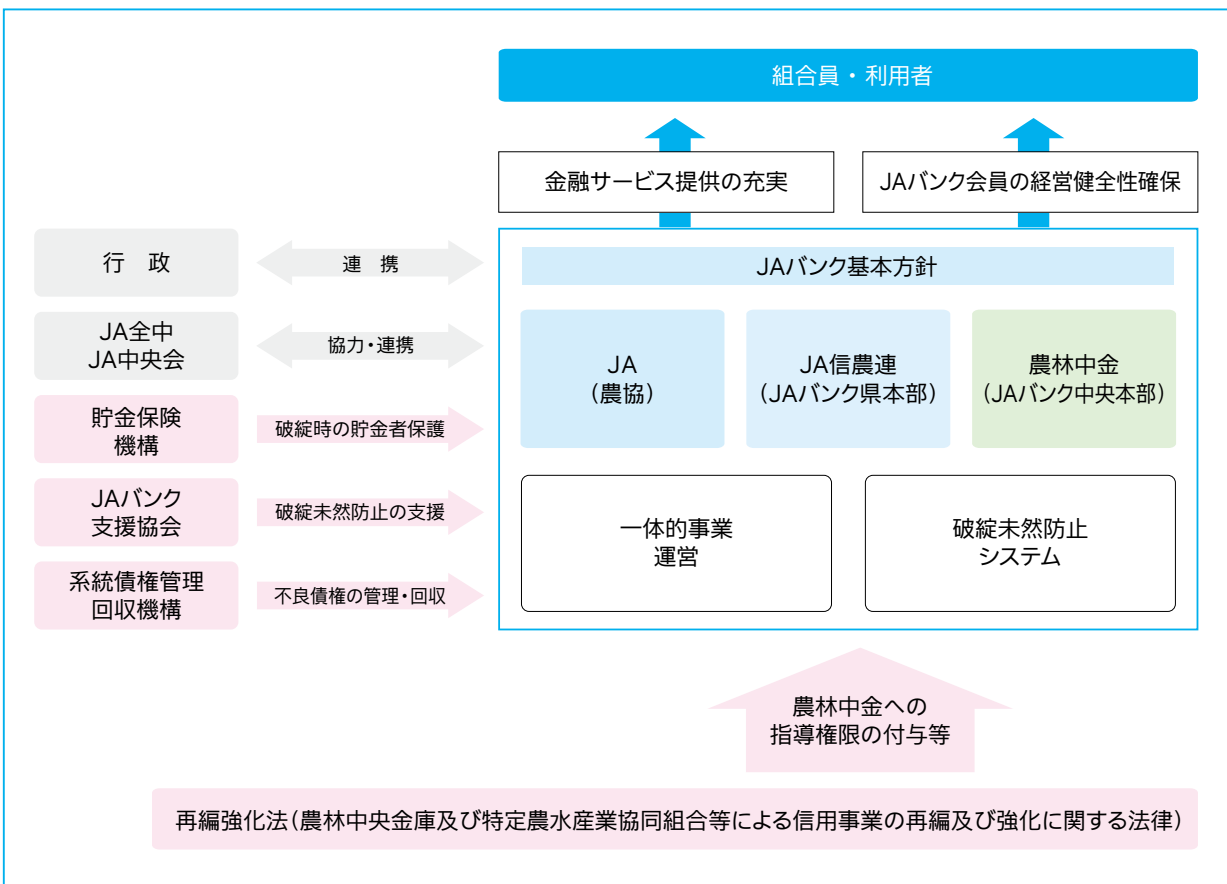 組合員・利用者
金融サービス提供の充実
JAバンク会員の経営健全性確保
行　政
連　携
JAバンク基本方針
JA全中
JA中央会
協力・連携
JA
（農協）
JA信農連
（JAバンク県本部）
農林中金
（JAバンク中央本部）
貯金保険
機構
破綻時の貯金者保護
JAバンク
支援協会
破綻未然防止の支援
一体的事業
運営
破綻未然防止
システム
系統債権管理
回収機構
不良債権の管理・回収
農林中金への
指導権限の付与等
再編強化法（農林中央金庫及び特定農水産業協同組合等による信用事業の再編及び強化に関する法律）